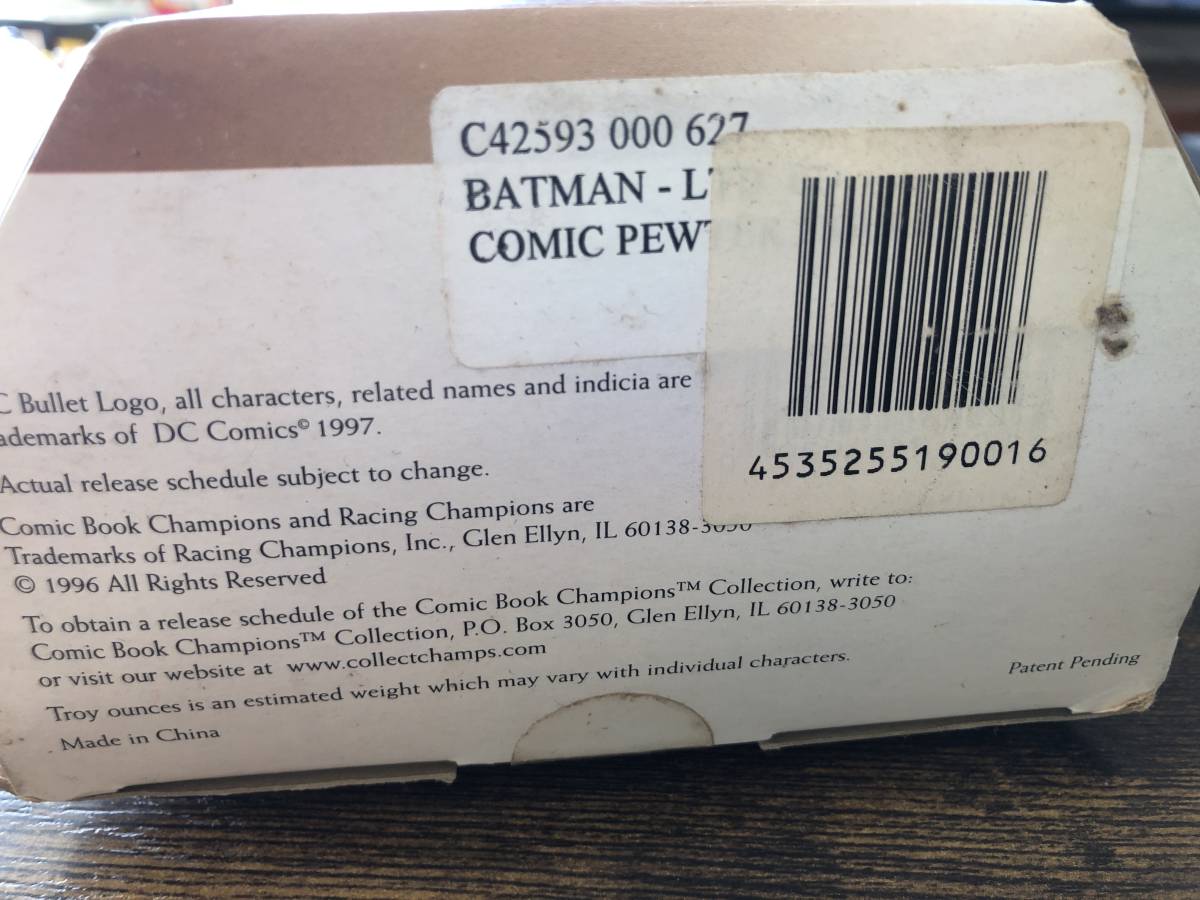 C42593 000 627
BATMAN - L
COMIC PEW
C Bullet Logo, all characters, related names and indicia are
ademarks of DC Comics© 1997.
Actual release schedule subject to change.
Comic Book Champions and Racing Champions are
Trademarks of Racing Champions, Inc., Glen Ellyn, IL 60138-3050
© 1996 All Rights Reserved
To obtain a release schedule of the Comic Book Champions™ Collection, write to:
Comic Book Champions™ Collection, P.O. Box 3050, Glen Ellyn, IL 60138-3050
or visit our website at www.collectchamps.com
Troy ounces is an estimated weight which may vary with individual characters.
Made in China
Patent Pending
4535255190016